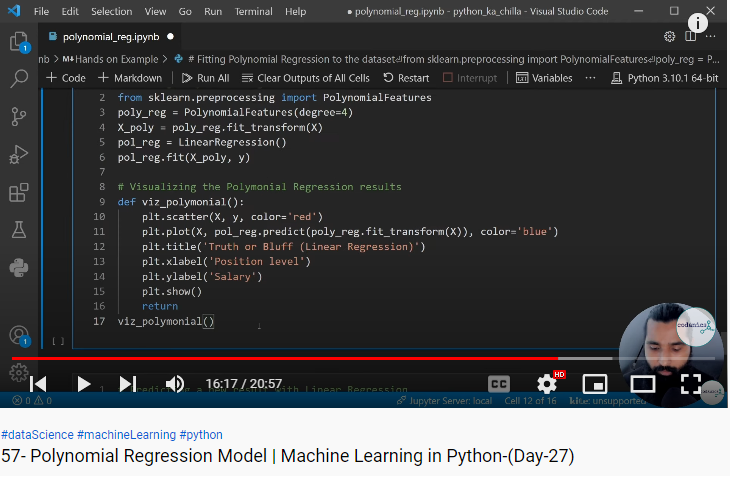 File Edit Selection View Go Run Terminal Help ● polynomial_reg.ipynb - python_ka_chilla - Visual Studio Code
polynomial_reg.ipynb ●
nb > M↓Hands on Example > # Fitting Polynomial Regression to the dataset⏎from sklearn.preprocessing import PolynomialFeatures⏎poly_reg = P...
+ Code + Markdown Run All Clear Outputs of All Cells Restart Interrupt Variables ... Python 3.10.1 64-bit
2 from sklearn.preprocessing import PolynomialFeatures
3 poly_reg = PolynomialFeatures(degree=4)
4 X_poly = poly_reg.fit_transform(X)
5 pol_reg = LinearRegression()
6 pol_reg.fit(X_poly, y)
7
8 # Visualizing the Polymonial Regression results
9 def viz_polymonial():
10 plt.scatter(X, y, color='red')
11 plt.plot(X, pol_reg.predict(poly_reg.fit_transform(X)), color='blue')
12 plt.title('Truth or Bluff (Linear Regression)')
13 plt.xlabel('Position level')
14 plt.ylabel('Salary')
15 plt.show()
16 return
17 viz_polymonial()
[ ]
codanics
1
1
16:17 / 20:57
CC
HD
1 redicting a new result with Linear Regression
0 0
Jupyter Server: local Cell 12 of 16 kite: unsupported
#dataScience #machineLearning #python
57- Polynomial Regression Model | Machine Learning in Python-(Day-27)